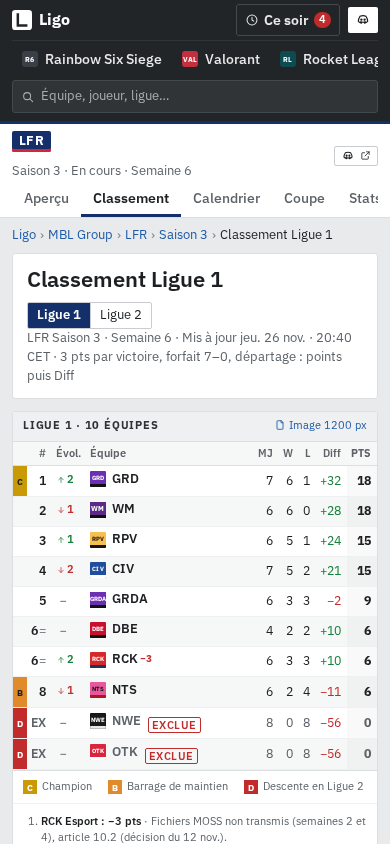 L Ligo Ce soir 4
R6 Rainbow Six Siege VAL Valorant RL Rocket Leag
Équipe, joueur, ligue…
LFR
Saison 3 · En cours · Semaine 6
Aperçu Classement Calendrier Coupe Stats
Ligo › MBL Group › LFR › Saison 3 › Classement Ligue 1
Classement Ligue 1
Ligue 1 Ligue 2
LFR Saison 3 · Semaine 6 · Mis à jour jeu. 26 nov. · 20:40
CET · 3 pts par victoire, forfait 7–0, départage : points
puis Diff
LIGUE 1 · 10 ÉQUIPES Image 1200 px
# Évol. Équipe MJ W L Diff PTS
C 1 ↑2 GRD GRD 7 6 1 +32 18
2 ↓1 WM WM 6 6 0 +28 18
3 ↑1 RPV RPV 6 5 1 +24 15
4 ↓2 CIV CIV 7 5 2 +21 15
5 – GRDA GRDA 6 3 3 −2 9
6= – DBE DBE 4 2 2 +10 6
6= ↑2 RCK RCK −3 6 3 3 +10 6
B 8 ↓1 NTS NTS 6 2 4 −11 6
D EX – NWE NWE EXCLUE 8 0 8 −56 0
D EX – OTK OTK EXCLUE 8 0 8 −56 0
C Champion B Barrage de maintien D Descente en Ligue 2
1. RCK Esport : −3 pts · Fichiers MOSS non transmis (semaines 2 et
4), article 10.2 (décision du 12 nov.).